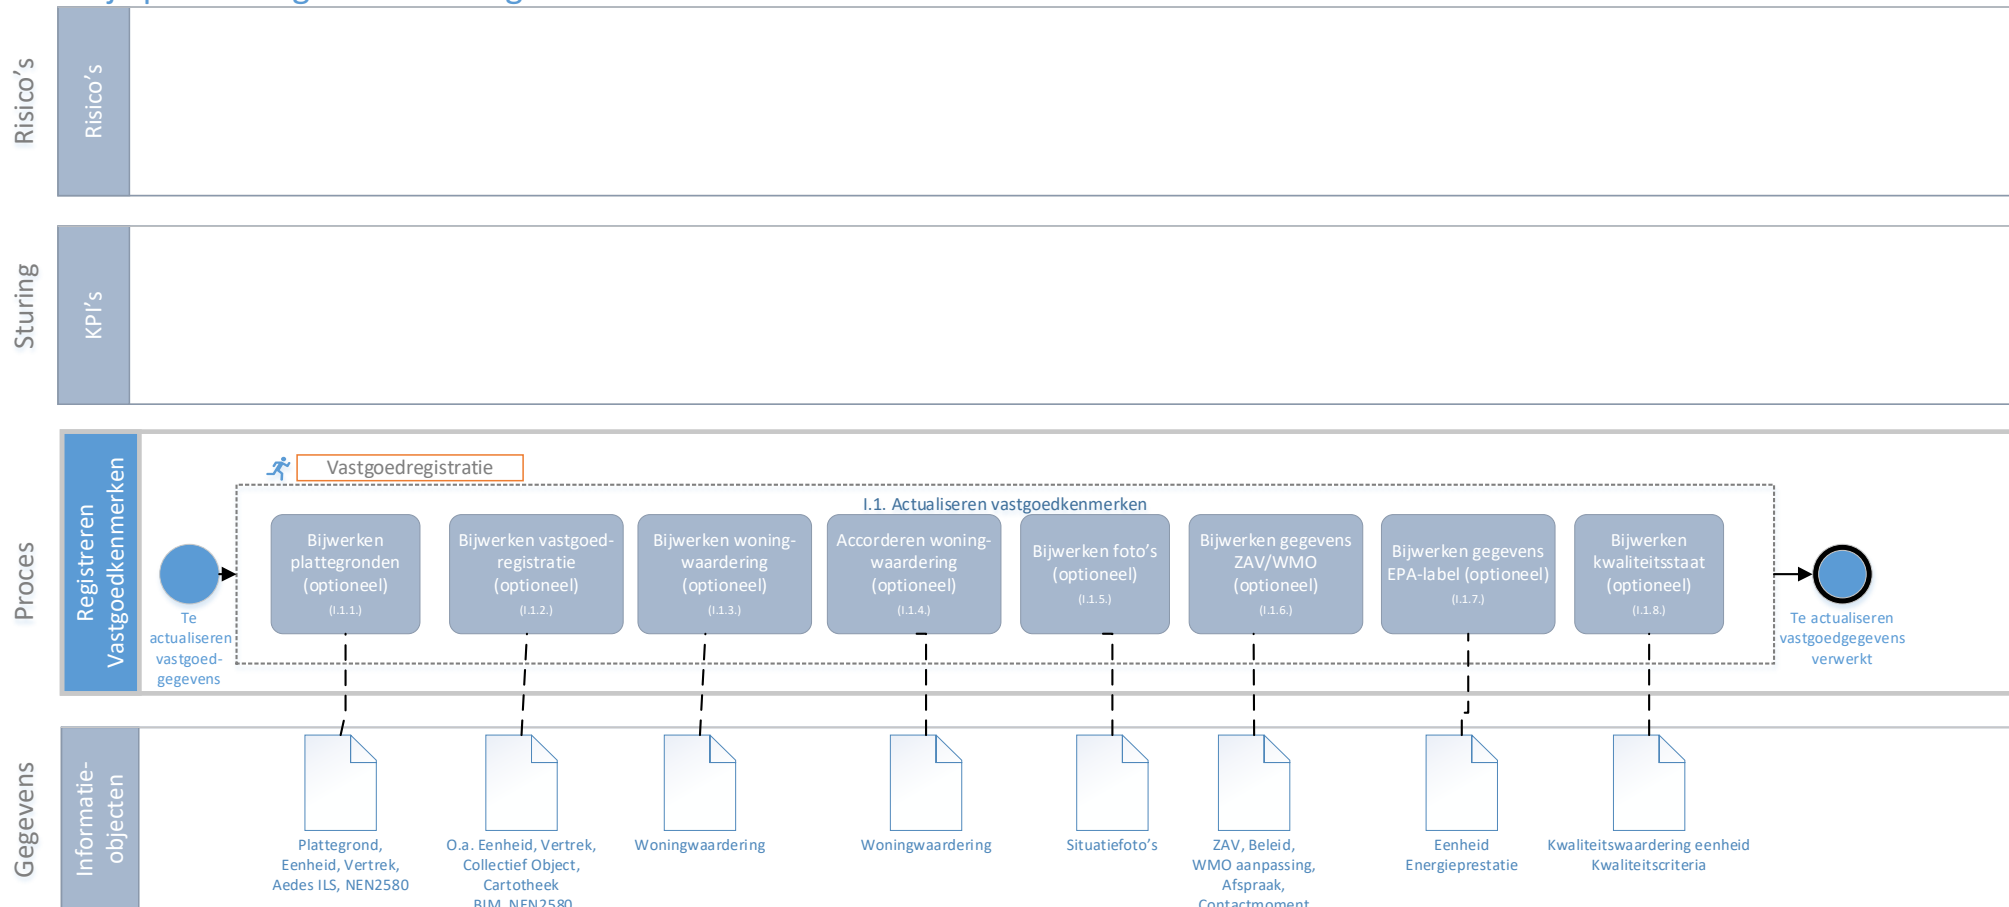 Risico's
Risico's
Sturing
KPI's
Proces
Registreren
Vastgoedkenmerken
Vastgoedregistratie
I.1. Actualiseren vastgoedkenmerken
Te
actualiseren
vastgoed-
gegevens
Bijwerken
plattegronden
(optioneel)
(I.1.1.)
Bijwerken vastgoed-
registratie
(optioneel)
(I.1.2.)
Bijwerken woning-
waardering
(optioneel)
(I.1.3.)
Accorderen woning-
waardering
(optioneel)
(I.1.4.)
Bijwerken foto's
(optioneel)
(I.1.5.)
Bijwerken gegevens
ZAV/WMO
(optioneel)
(I.1.6.)
Bijwerken gegevens
EPA-label (optioneel)
(I.1.7.)
Bijwerken
kwaliteitsstaat
(optioneel)
(I.1.8.)
Te actualiseren
vastgoedgegevens
verwerkt
Gegevens
Informatie-
objecten
Plattegrond,
Eenheid, Vertrek,
Aedes ILS, NEN2580
O.a. Eenheid, Vertrek,
Collectief Object,
Cartotheek
BIM, NEN2580
Woningwaardering
Woningwaardering
Situatiefoto's
ZAV, Beleid,
WMO aanpassing,
Afspraak,
Contactmoment
Eenheid
Energieprestatie
Kwaliteitswaardering eenheid
Kwaliteitscriteria